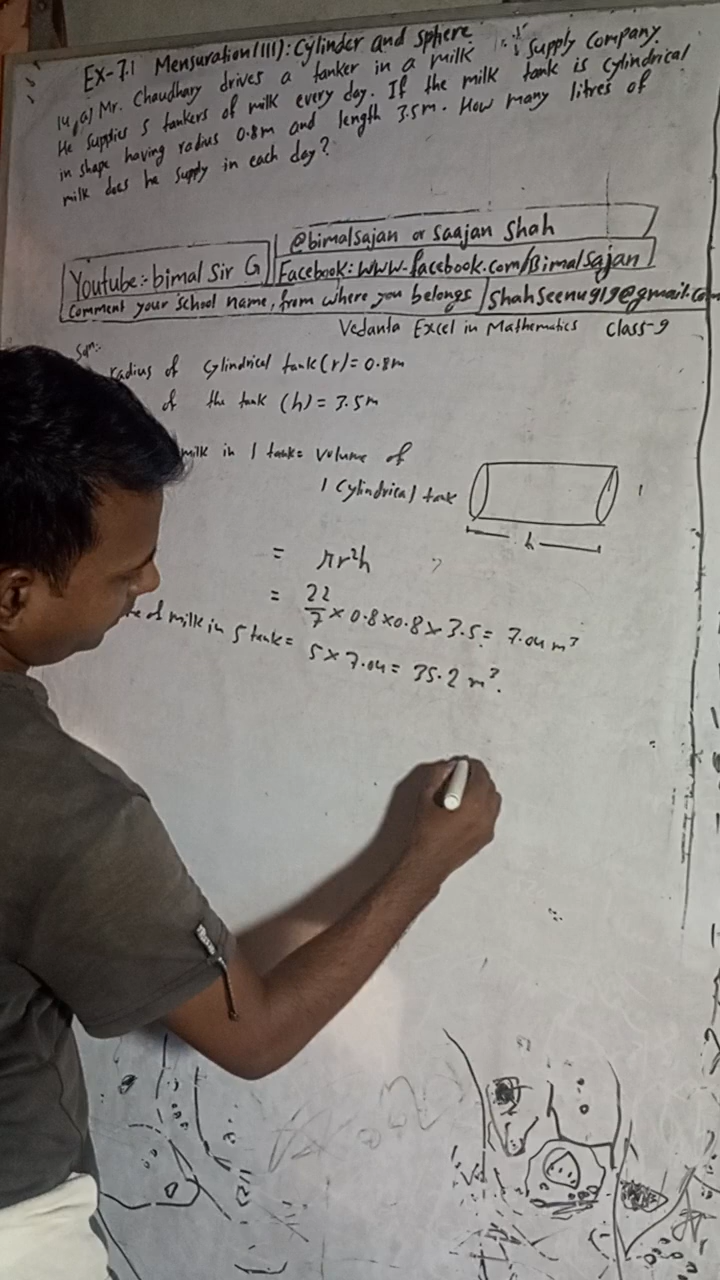 Ex-7.1 Mensuration(III): Cylinder and sphere
14. a) Mr. Choudhary drives a tanker in a milk supply company.
He supplies 5 tankers of milk every day. If the milk tank is cylindrical
in shape having radius 0.8m and length 3.5m. How many litres of
milk does he supply in each day?
@bimalsajan or saajan shah
Youtube:- bimal sir G
Facebook: www.facebook.com/Bimalsajan
Comment your school name, from where you belongs
shahseenu919@gmail.com
Vedanta Excel in Mathematics Class-9
Soln:-
radius of cylindrical tank (r) = 0.8m
of the tank (h) = 3.5m
milk in 1 tank = volume of
1 cylindrical tank
h
= πr²h
= 22/7 × 0.8 × 0.8 × 3.5 = 7.04 m³
of milk in 5 tank = 5 × 7.04 = 35.2 m³.